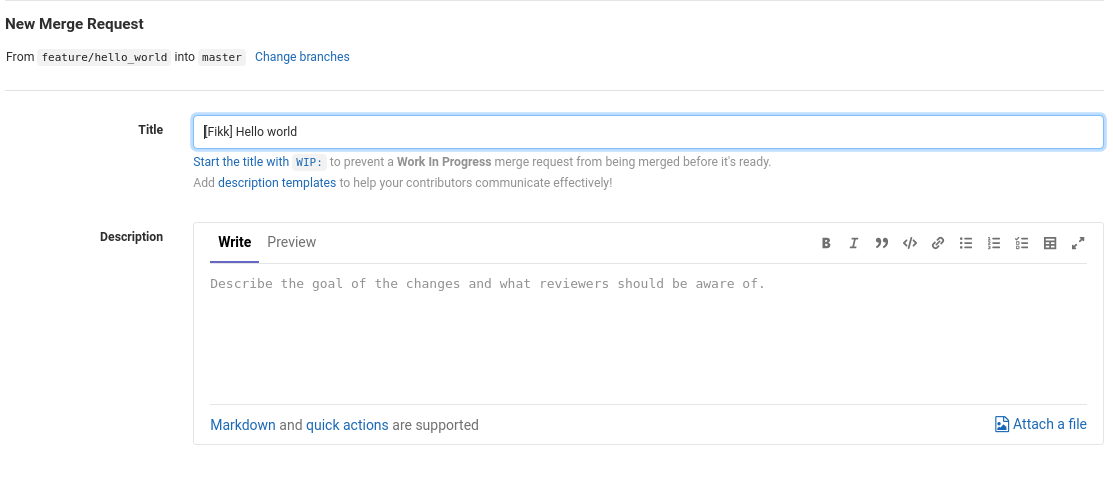 New Merge Request
From feature/hello_world into master Change branches
Title
[Fikk] Hello world
Start the title with WIP: to prevent a Work In Progress merge request from being merged before it's ready.
Add description templates to help your contributors communicate effectively!
Description
Write Preview
Describe the goal of the changes and what reviewers should be aware of.
Markdown and quick actions are supported
Attach a file